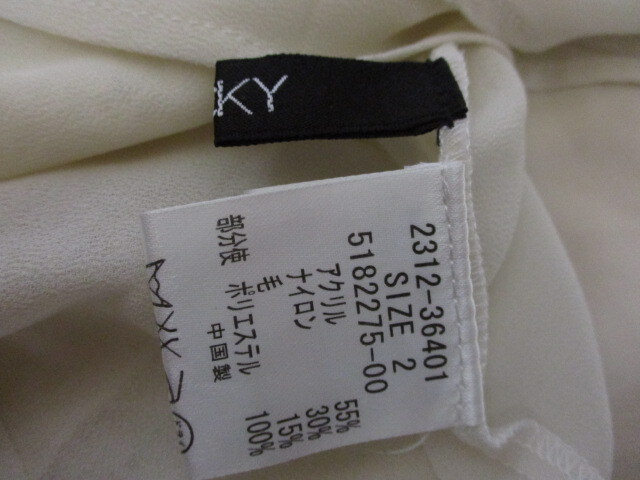 2312-36401
SIZE 2
5182275-00
アクリル 55%
ナイロン 30%
毛 15%
部分使 ポリエステル 100%
中国製